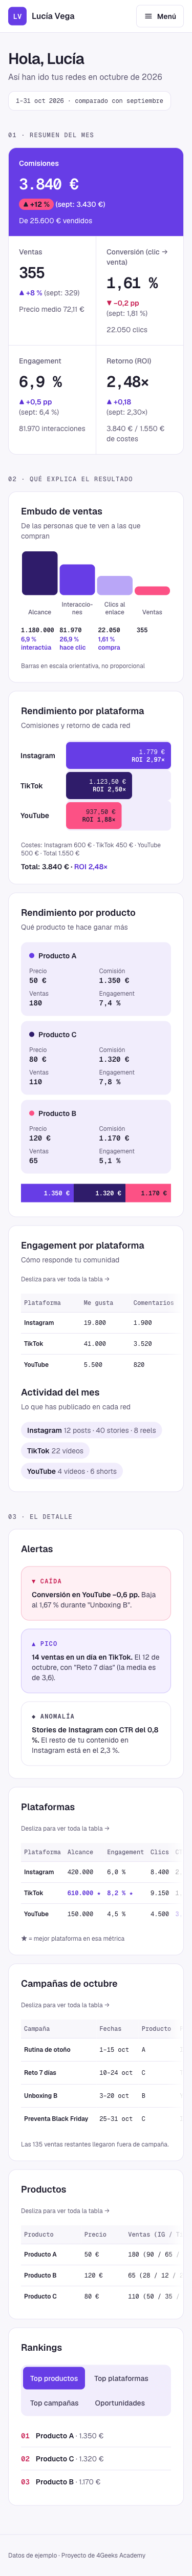 LV Lucía Vega
Menú
Hola, Lucía
Así han ido tus redes en octubre de 2026
1–31 oct 2026 · comparado con septiembre
01 · RESUMEN DEL MES
Comisiones
3.840 €
▲ +12 % (sept: 3.430 €)
De 25.600 € vendidos
Ventas
355
▲ +8 % (sept: 329)
Precio medio 72,11 €
Conversión (clic →
venta)
1,61 %
▼ −0,2 pp
(sept: 1,81 %)
22.050 clics
Engagement
6,9 %
▲ +0,5 pp
(sept: 6,4 %)
81.970 interacciones
Retorno (ROI)
2,48×
▲ +0,18
(sept: 2,30×)
3.840 € / 1.550 €
de costes
02 · QUÉ EXPLICA EL RESULTADO
Embudo de ventas
De las personas que te ven a las que
compran
Alcance
Interaccio-
nes
Clics al
enlace
Ventas
1.180.000 81.970 22.050 355
6,9 %
interactúa
26,9 %
hace clic
1,61 %
compra
Barras en escala orientativa, no proporcional
Rendimiento por plataforma
Comisiones y retorno de cada red
Instagram
1.779 €
ROI 2,97×
TikTok
1.123,50 €
ROI 2,50×
YouTube
937,50 €
ROI 1,88×
Costes: Instagram 600 € · TikTok 450 € · YouTube
500 € · Total 1.550 €
Total: 3.840 € · ROI 2,48×
Rendimiento por producto
Qué producto te hace ganar más
Producto A
Precio
50 €
Comisión
1.350 €
Ventas
180
Engagement
7,4 %
Producto C
Precio
80 €
Comisión
1.320 €
Ventas
110
Engagement
7,8 %
Producto B
Precio
120 €
Comisión
1.170 €
Ventas
65
Engagement
5,1 %
1.350 € 1.320 € 1.170 €
Engagement por plataforma
Cómo responde tu comunidad
Desliza para ver toda la tabla →
Plataforma Me gusta Comentarios
Instagram 19.800 1.900
TikTok 41.000 3.520
YouTube 5.500 820
Actividad del mes
Lo que has publicado en cada red
Instagram 12 posts · 40 stories · 8 reels
TikTok 22 vídeos
YouTube 4 vídeos · 6 shorts
03 · EL DETALLE
Alertas
▼ CAÍDA
Conversión en YouTube −0,6 pp. Baja
al 1,67 % durante "Unboxing B".
▲ PICO
14 ventas en un día en TikTok. El 12 de
octubre, con "Reto 7 días" (la media es
de 3,6).
◆ ANOMALÍA
Stories de Instagram con CTR del 0,8
%. El resto de tu contenido en
Instagram está en el 2,3 %.
Plataformas
Desliza para ver toda la tabla →
Plataforma Alcance Engagement Clics
Instagram 420.000 6,0 % 8.400
TikTok 610.000 ★ 8,2 % ★ 9.150
YouTube 150.000 4,5 % 4.500
★ = mejor plataforma en esa métrica
Campañas de octubre
Desliza para ver toda la tabla →
Campaña Fechas Producto
Rutina de otoño 1–15 oct A
Reto 7 días 10–24 oct C
Unboxing B 3–20 oct B
Preventa Black Friday 25–31 oct C
Las 135 ventas restantes llegaron fuera de campaña.
Productos
Desliza para ver toda la tabla →
Producto Precio Ventas (IG /
Producto A 50 € 180 (90 / 65 /
Producto B 120 € 65 (28 / 12 /
Producto C 80 € 110 (50 / 35 /
Rankings
Top productos Top plataformas
Top campañas Oportunidades
01 Producto A · 1.350 €
02 Producto C · 1.320 €
03 Producto B · 1.170 €
Datos de ejemplo · Proyecto de 4Geeks Academy